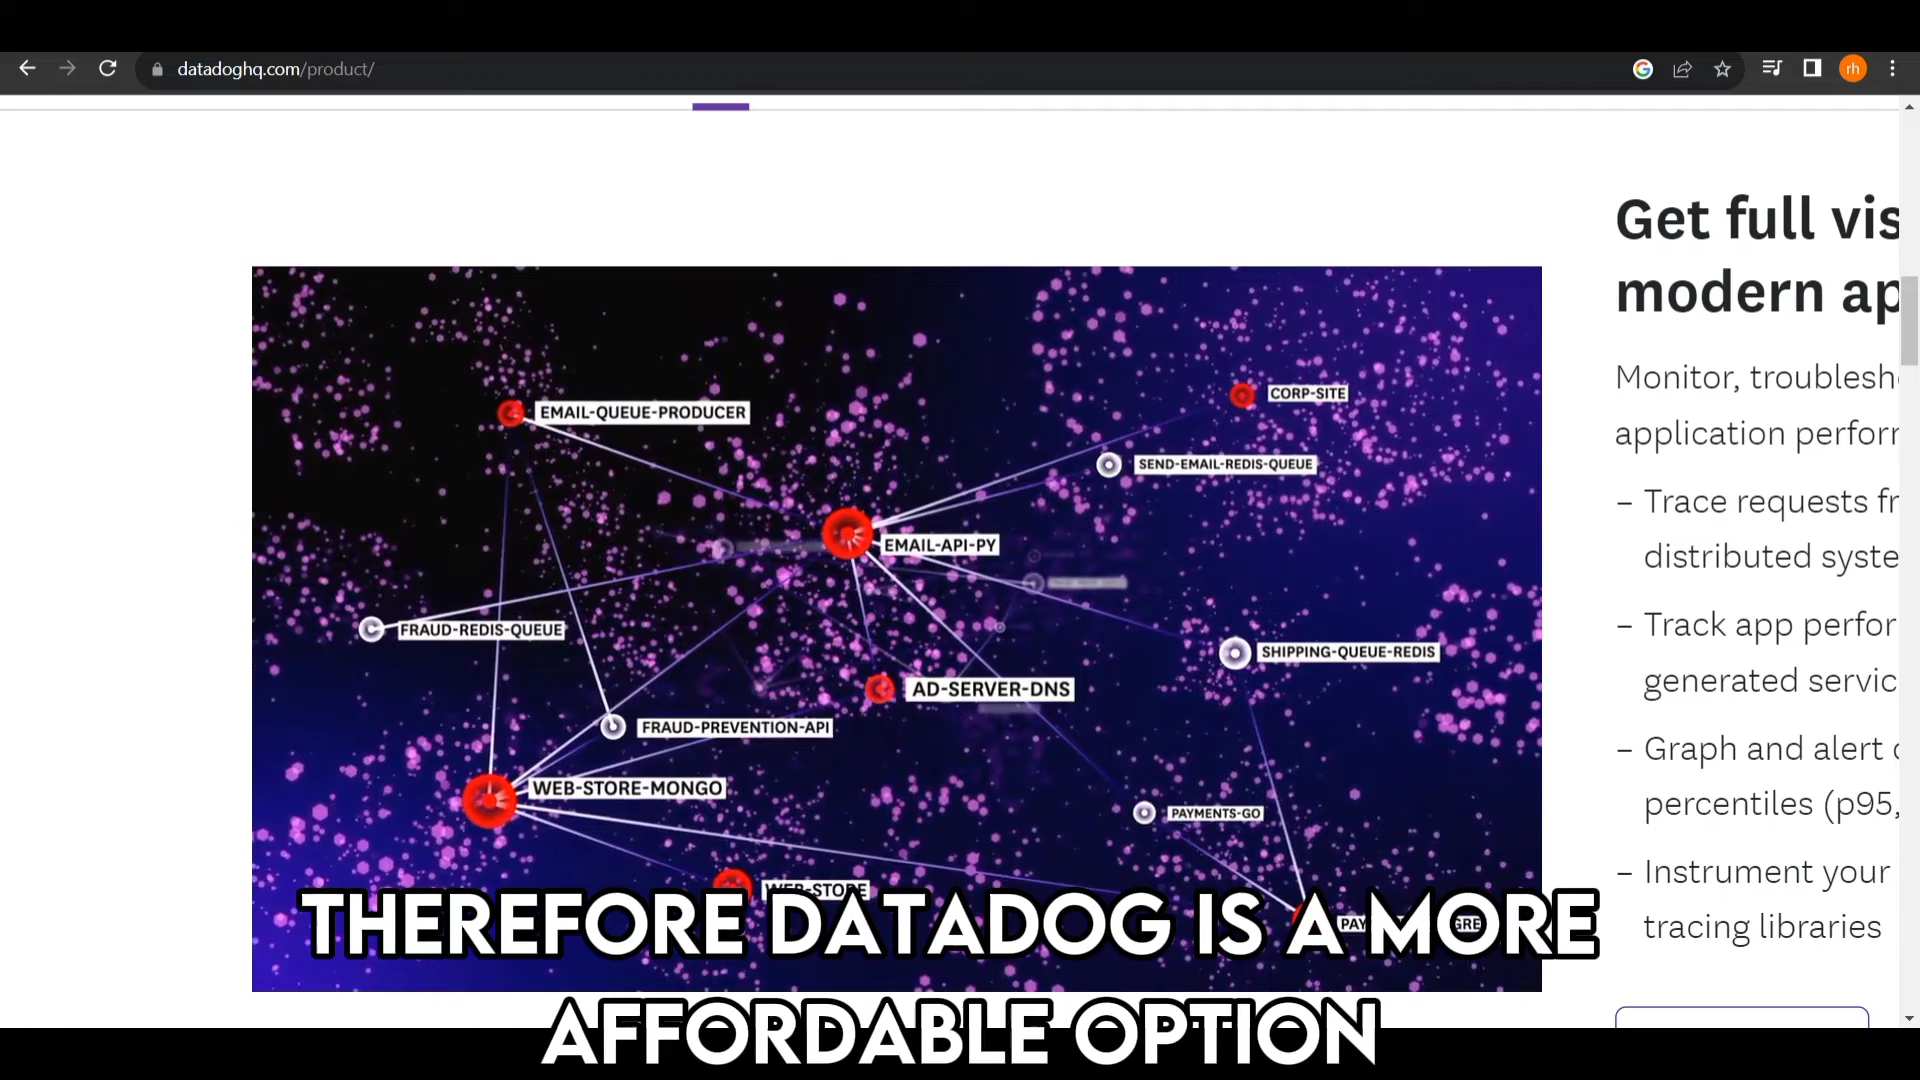 datadoghq.com/product/
rh
Get full vis
modern ap
Monitor, troublesh
application perforr
– Trace requests fr
distributed syste
– Track app perfor
generated servic
– Graph and alert
percentiles (p95,
– Instrument your
tracing libraries
CORP-SITE
EMAIL-QUEUE-PRODUCER
SEND-EMAIL-REDIS-QUEUE
EMAIL-API-PY
FRAUD-REDIS-QUEUE
SHIPPING-QUEUE-REDIS
AD-SERVER-DNS
FRAUD-PREVENTION-API
WEB-STORE-MONGO
PAYMENTS-GO
WEB-STORE
THEREFORE DATADOG IS A MORE
AFFORDABLE OPTION